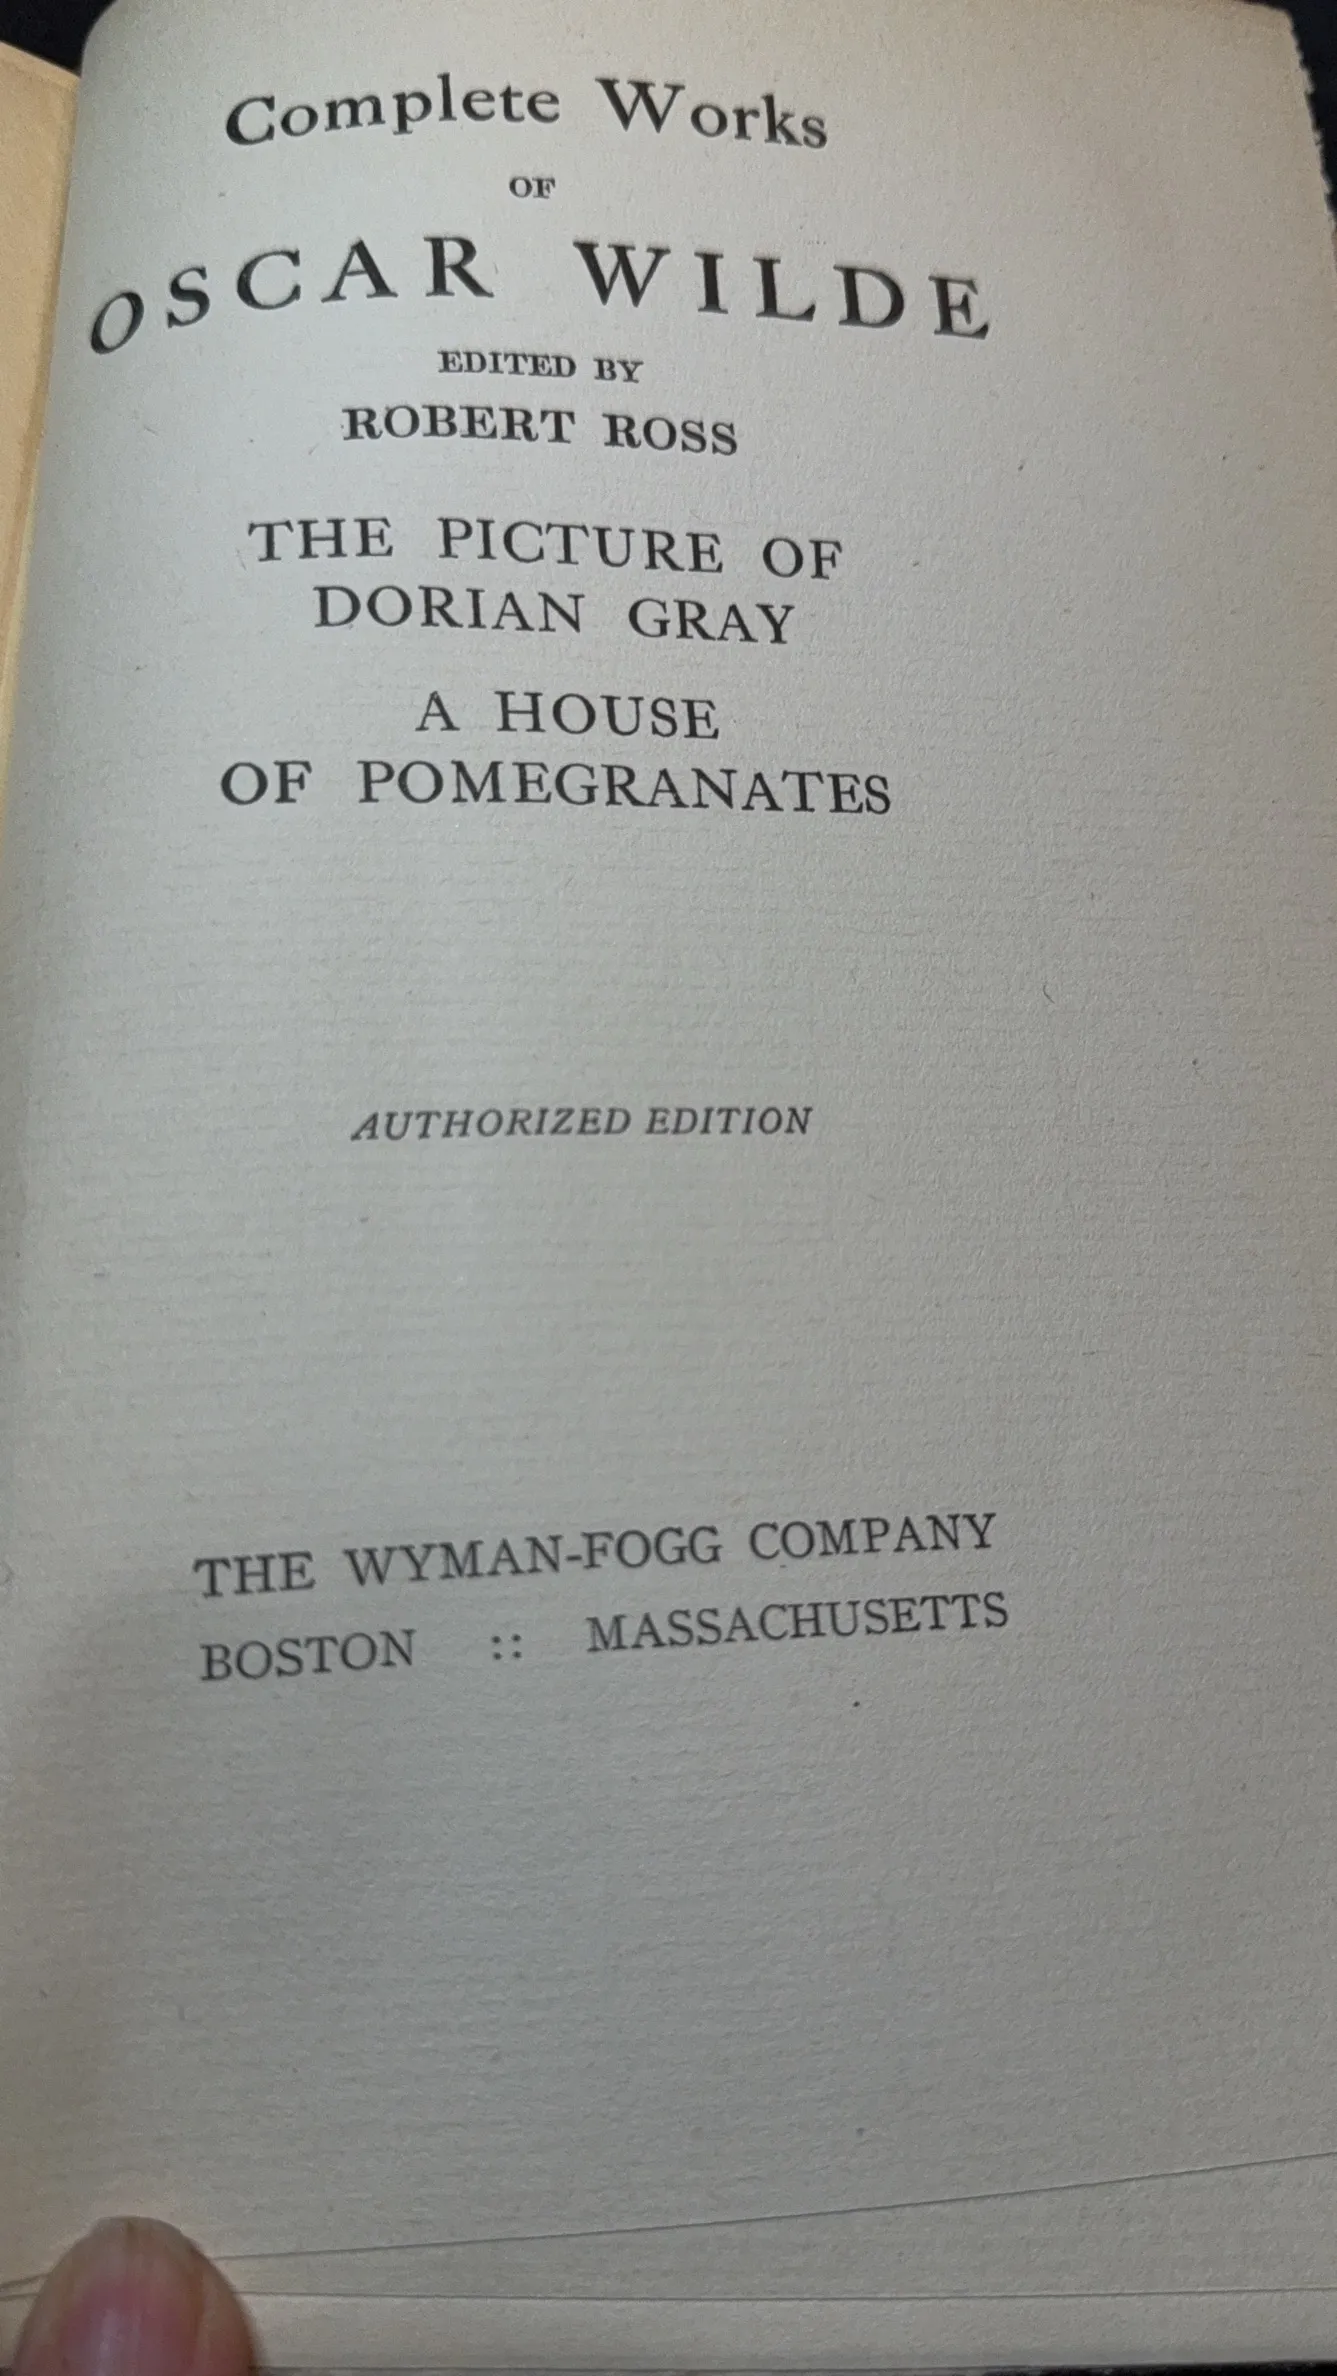 Complete Works
OF
OSCAR WILDE
EDITED BY
ROBERT ROSS
THE PICTURE OF
DORIAN GRAY
A HOUSE
OF POMEGRANATES
AUTHORIZED EDITION
THE WYMAN-FOGG COMPANY
BOSTON :: MASSACHUSETTS